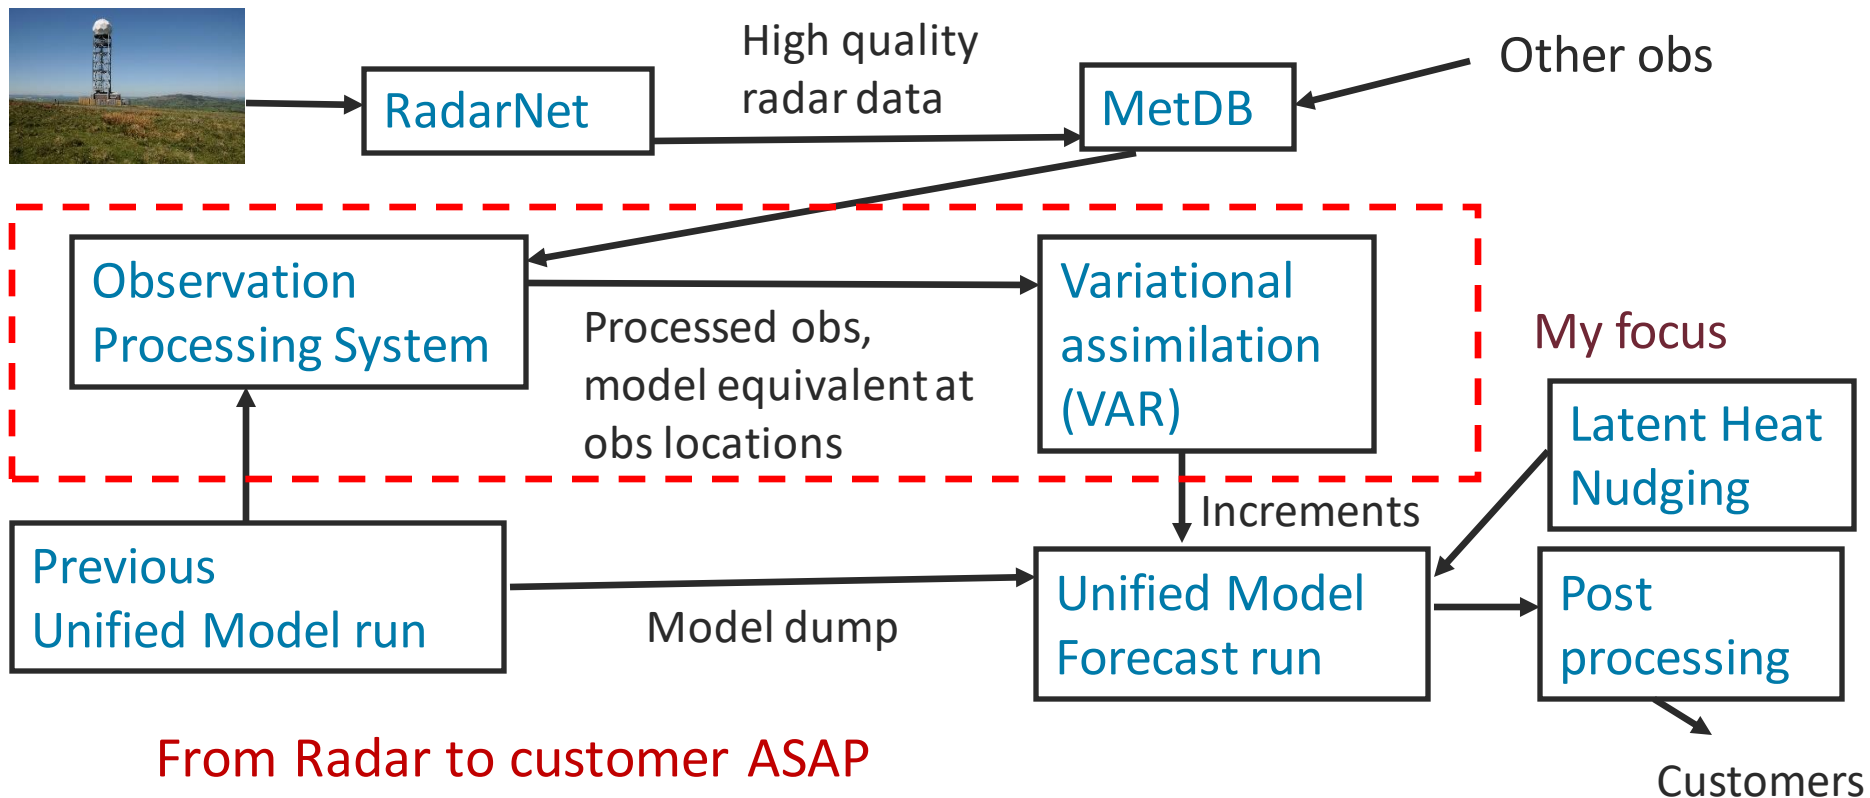 High quality
radar data
RadarNet
MetDB
Other obs
Observation
Processing System
Processed obs,
model equivalent at
obs locations
Variational
assimilation
(VAR)
My focus
Latent Heat
Nudging
Increments
Previous
Unified Model run
Model dump
Unified Model
Forecast run
Post
processing
From Radar to customer ASAP
Customers